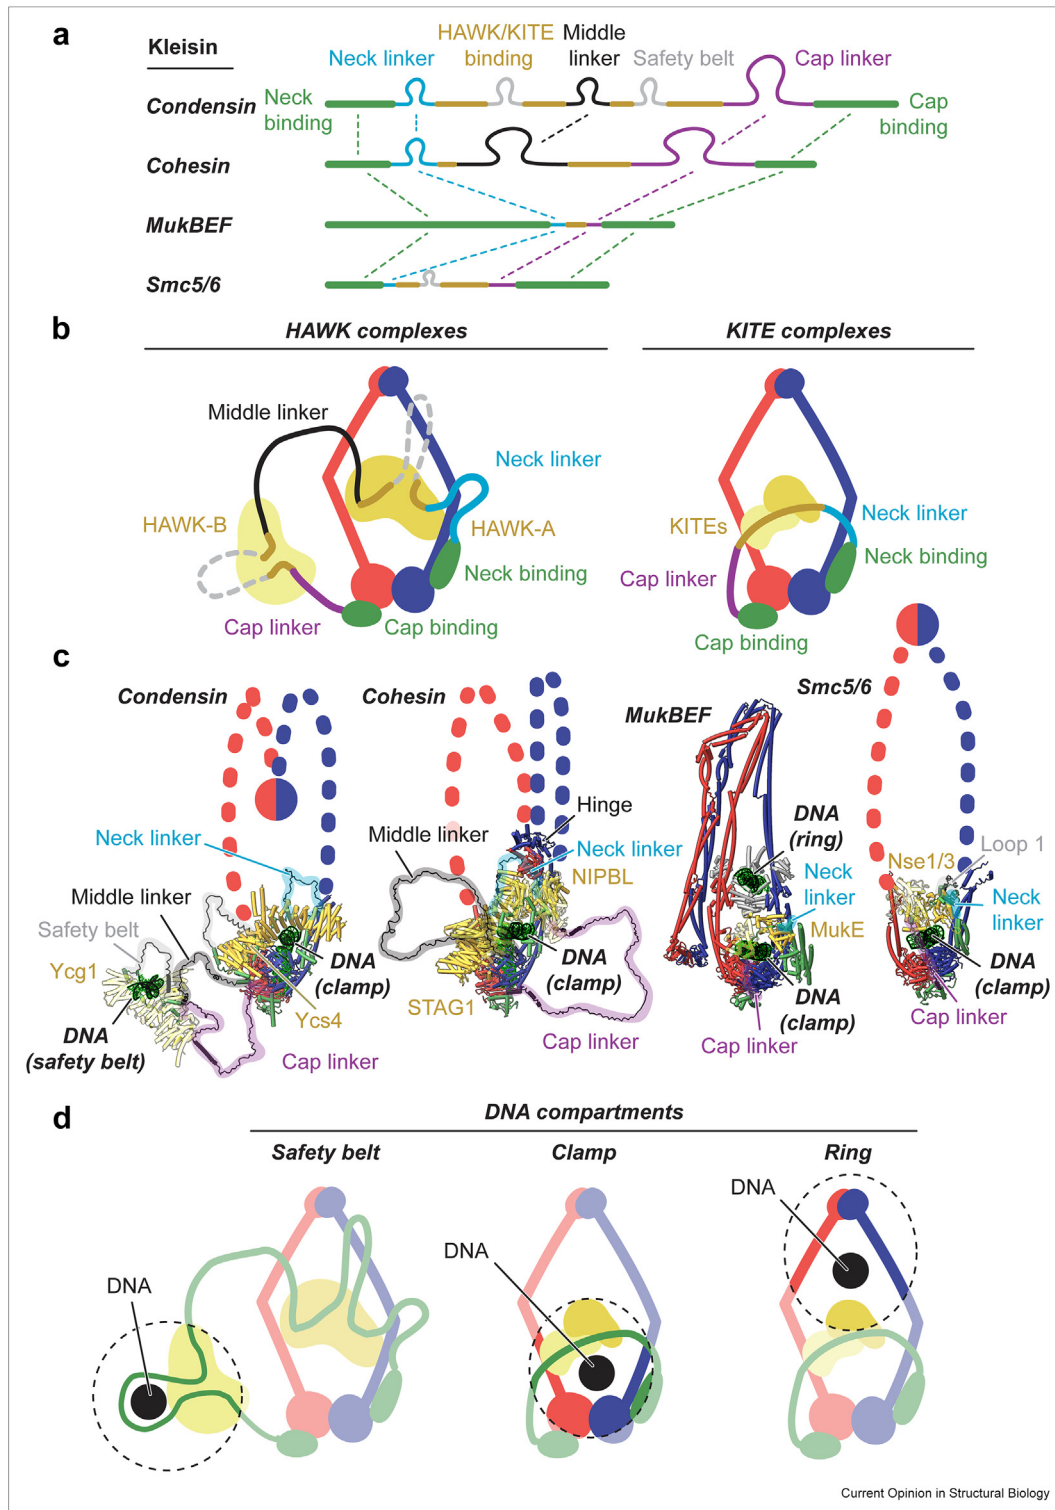 a
Kleisin
Neck linker
HAWK/KITE
binding
Middle
linker
Safety belt
Cap linker
Condensin
Neck
binding
Cap
binding
Cohesin
MukBEF
Smc5/6
b
HAWK complexes
KITE complexes
Middle linker
Neck linker
HAWK-B
HAWK-A
Neck binding
Cap linker
Cap binding
KITEs
Neck linker
Neck binding
Cap linker
Cap binding
c
Condensin
Cohesin
MukBEF
Smc5/6
Neck linker
Middle linker
Safety belt
Ycg1
DNA
(safety belt)
DNA
(clamp)
Ycs4
Cap linker
Middle linker
Hinge
Neck linker
NIPBL
DNA
(clamp)
STAG1
Cap linker
DNA
(ring)
Neck
linker
MukE
DNA
(clamp)
Cap linker
Nse1/3
Loop 1
Neck
linker
DNA
(clamp)
Cap linker
d
DNA compartments
Safety belt
Clamp
Ring
DNA
DNA
DNA
Current Opinion in Structural Biology